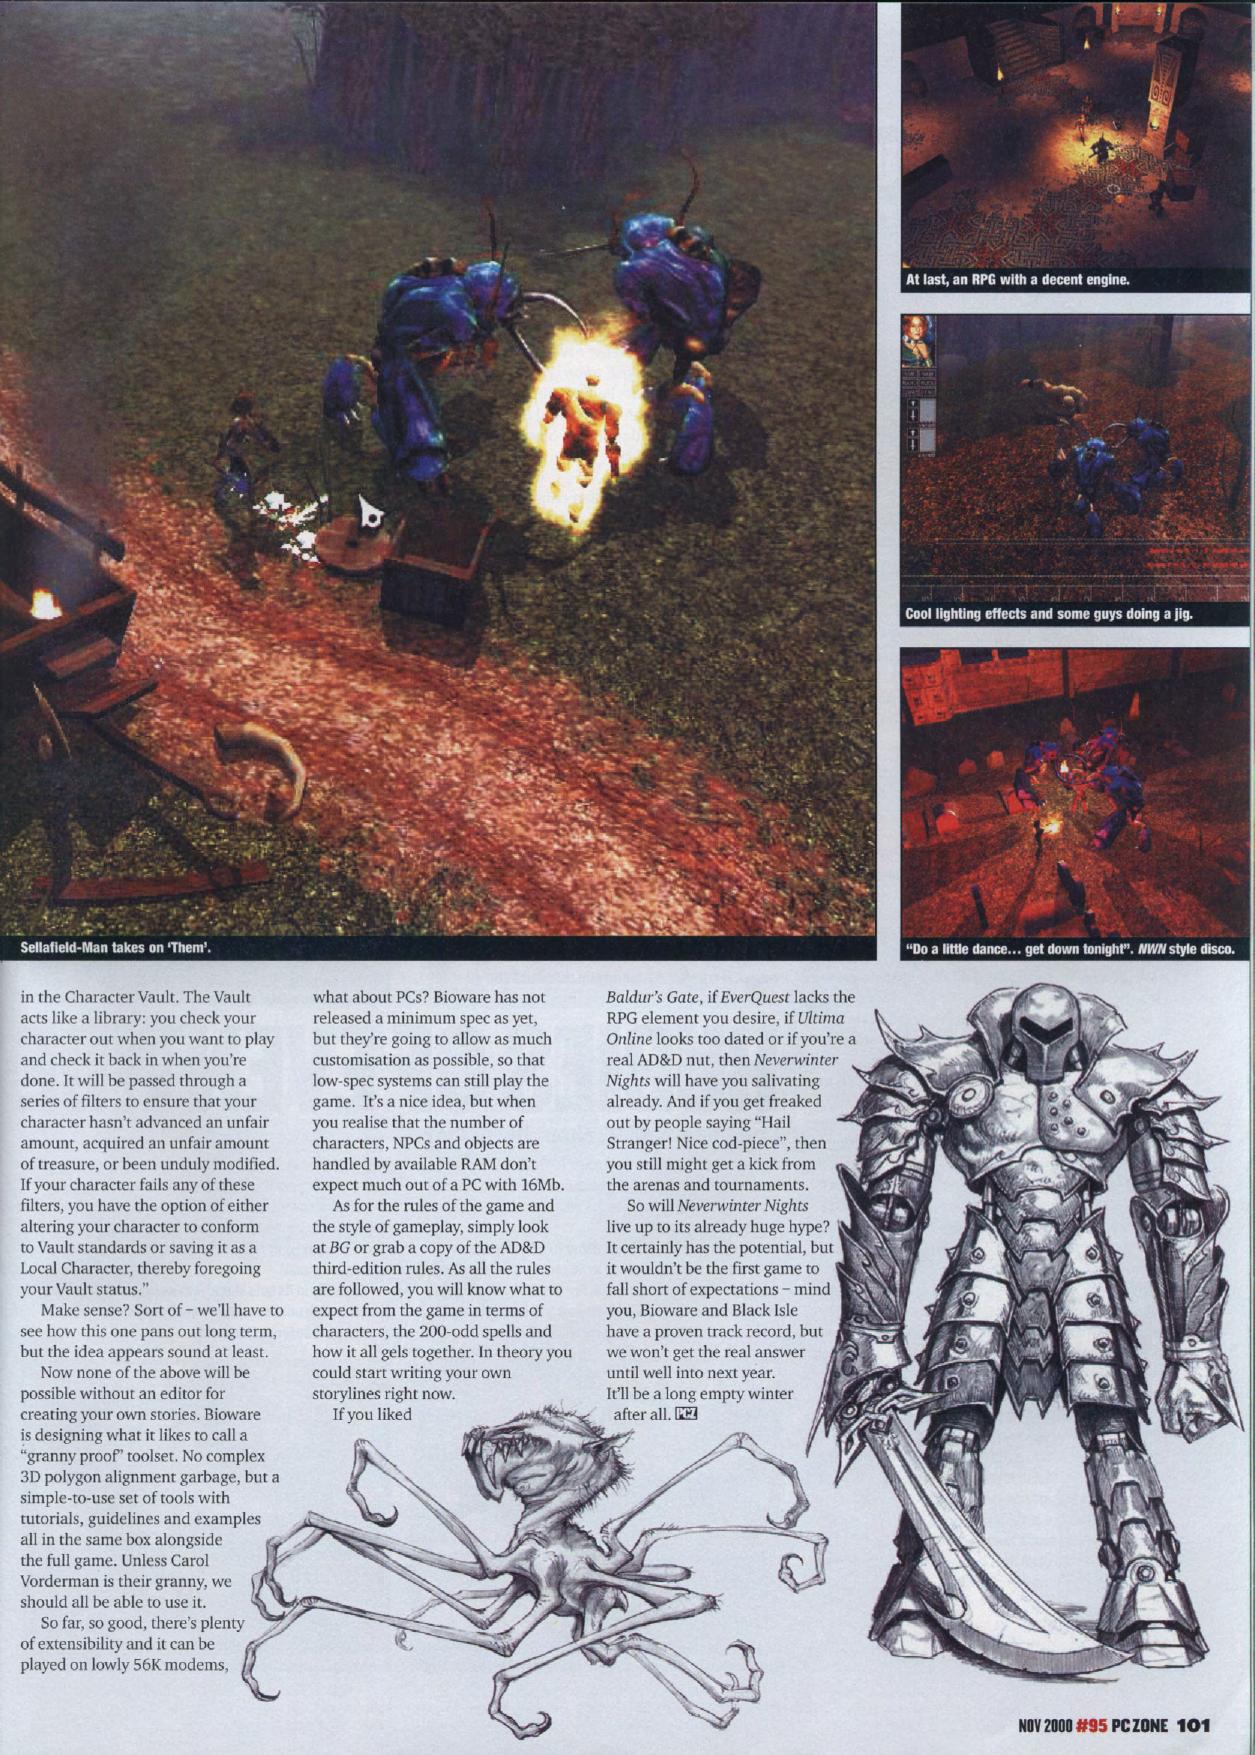 At last, an RPG with a decent engine.
Cool lighting effects and some guys doing a jig.
Sellafield-Man takes on ‘Them’.
“Do a little dance... get down tonight”. NWN style disco.
in the Character Vault. The Vault
acts like a library: you check your
character out when you want to play
and check it back in when you’re
done. It will be passed through a
series of filters to ensure that your
character hasn’t advanced an unfair
amount, acquired an unfair amount
of treasure, or been unduly modified.
If your character fails any of these
filters, you have the option of either
altering your character to conform
to Vault standards or saving it as a
Local Character, thereby foregoing
your Vault status.”
Make sense? Sort of – we’ll have to
see how this one pans out long term,
but the idea appears sound at least.
Now none of the above will be
possible without an editor for
creating your own stories. Bioware
is designing what it likes to call a
“granny proof” toolset. No complex
3D polygon alignment garbage, but a
simple-to-use set of tools with
tutorials, guidelines and examples
all in the same box alongside
the full game. Unless Carol
Vorderman is their granny, we
should all be able to use it.
So far, so good, there’s plenty
of extensibility and it can be
played on lowly 56K modems,
what about PCs? Bioware has not
released a minimum spec as yet,
but they’re going to allow as much
customisation as possible, so that
low-spec systems can still play the
game. It’s a nice idea, but when
you realise that the number of
characters, NPCs and objects are
handled by available RAM don’t
expect much out of a PC with 16Mb.
As for the rules of the game and
the style of gameplay, simply look
at BG or grab a copy of the AD&D
third-edition rules. As all the rules
are followed, you will know what to
expect from the game in terms of
characters, the 200-odd spells and
how it all gels together. In theory you
could start writing your own
storylines right now.
If you liked
Baldur’s Gate, if EverQuest lacks the
RPG element you desire, if Ultima
Online looks too dated or if you’re a
real AD&D nut, then Neverwinter
Nights will have you salivating
already. And if you get freaked
out by people saying “Hail
Stranger! Nice cod-piece”, then
you still might get a kick from
the arenas and tournaments.
So will Neverwinter Nights
live up to its already huge hype?
It certainly has the potential, but
it wouldn’t be the first game to
fall short of expectations – mind
you, Bioware and Black Isle
have a proven track record, but
we won’t get the real answer
until well into next year.
It’ll be a long empty winter
after all. PCZ
NOV 2000 #95 PC ZONE 101